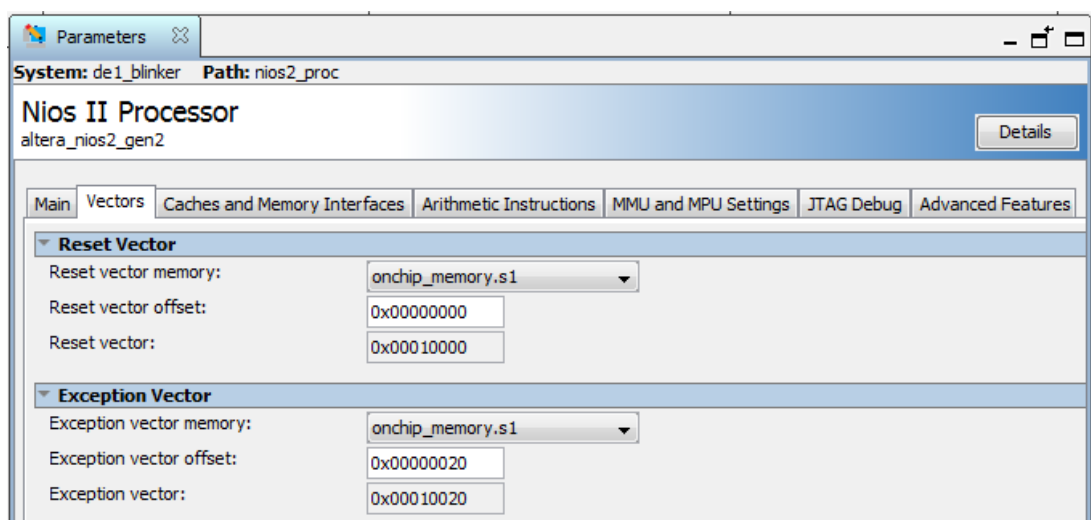 Parameters
System: de1_blinker Path: nios2_proc
Nios II Processor
altera_nios2_gen2
Details
Main Vectors Caches and Memory Interfaces Arithmetic Instructions MMU and MPU Settings JTAG Debug Advanced Features
Reset Vector
Reset vector memory: onchip_memory.s1
Reset vector offset: 0x00000000
Reset vector: 0x00010000
Exception Vector
Exception vector memory: onchip_memory.s1
Exception vector offset: 0x00000020
Exception vector: 0x00010020